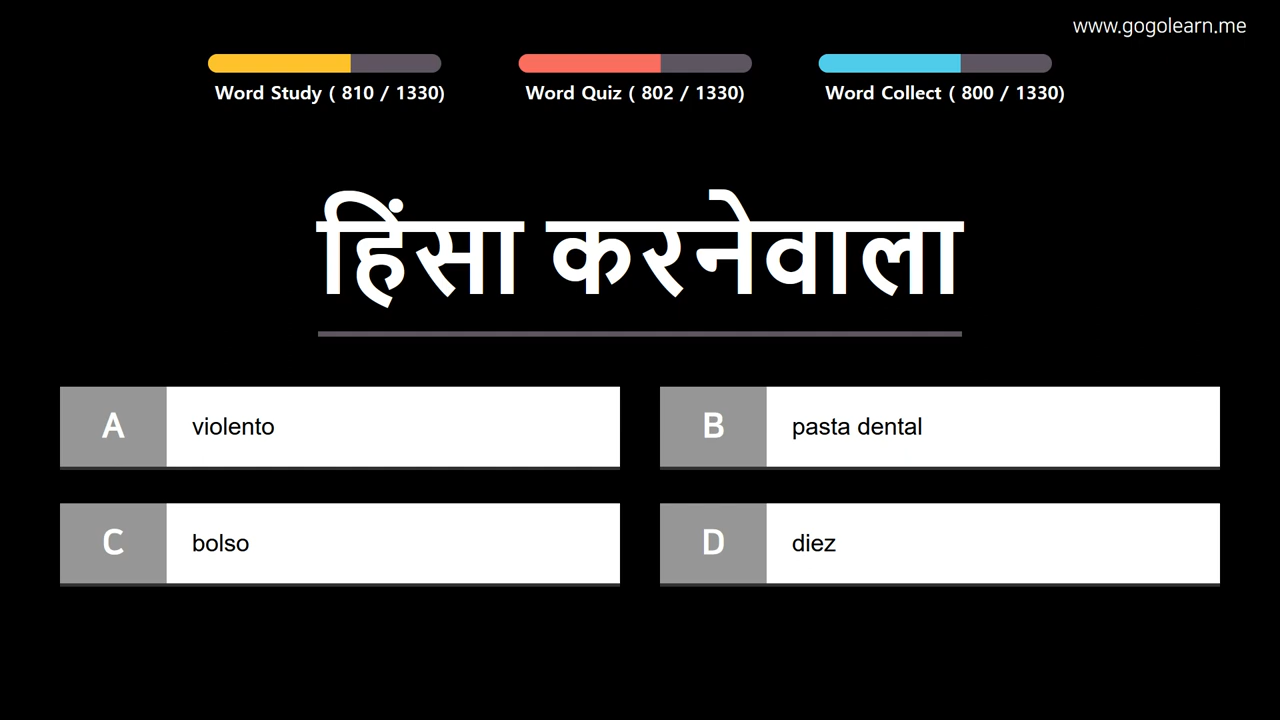 www.gogolearn.me
Word Study ( 810 / 1330)
Word Quiz ( 802 / 1330)
Word Collect ( 800 / 1330)
हिंसा करनेवाला
A violento
B pasta dental
C bolso
D diez